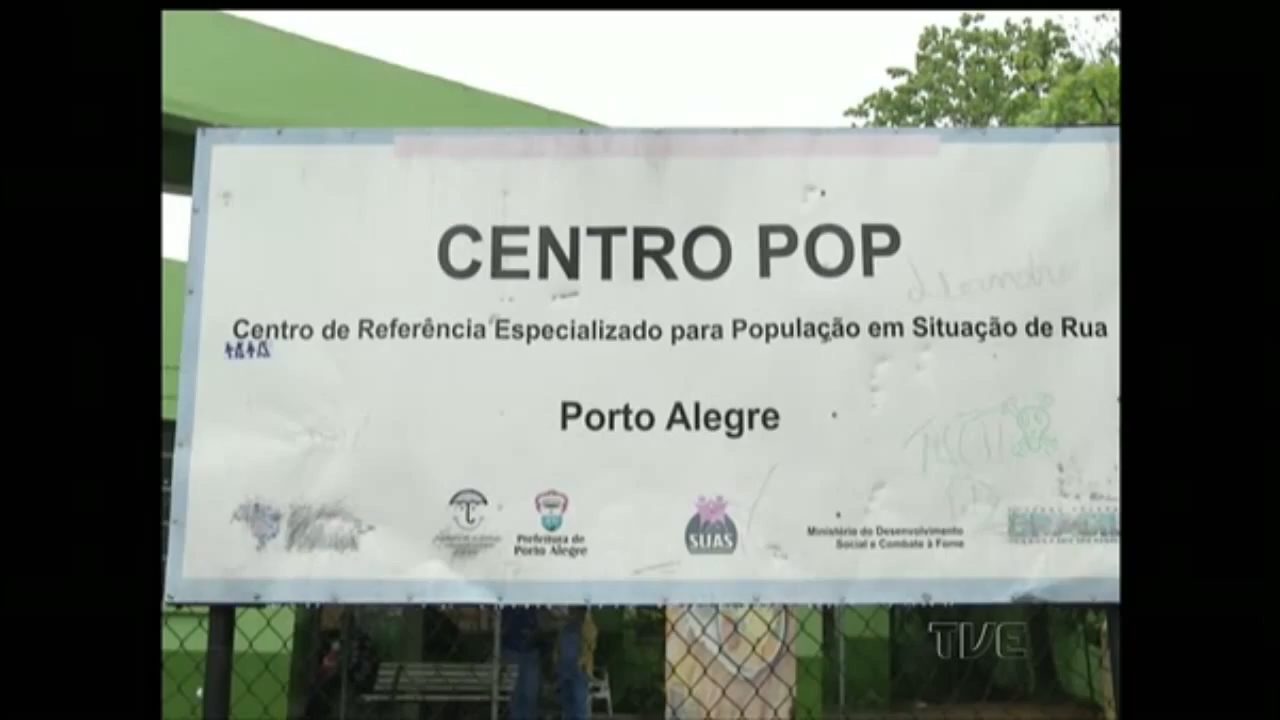 CENTRO POP
Centro de Referência Especializado para População em Situação de Rua
Porto Alegre
Prefeitura de
Porto Alegre
SUAS
Ministério do Desenvolvimento
Social e Combate à Fome
BRASIL
TVE